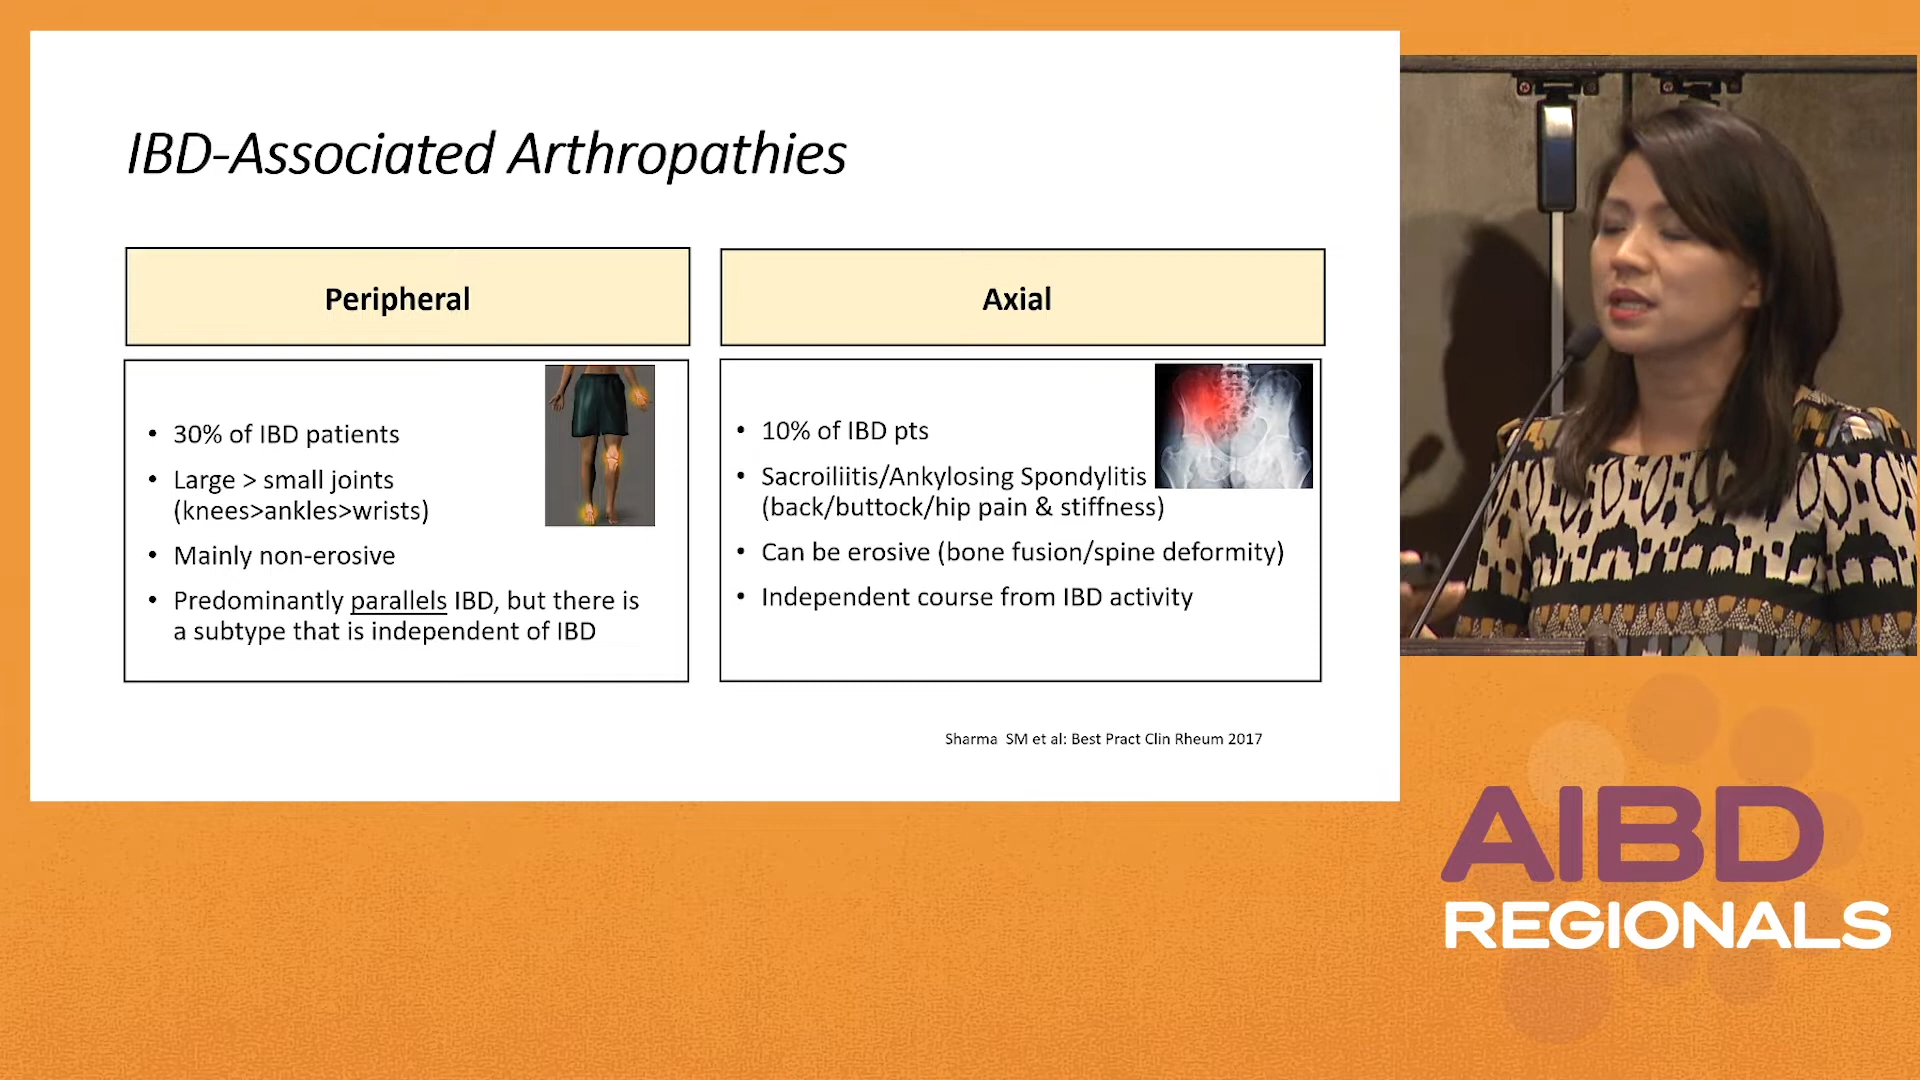 IBD-Associated Arthropathies
Peripheral
• 30% of IBD patients
• Large > small joints
(knees>ankles>wrists)
• Mainly non-erosive
• Predominantly parallels IBD, but there is
a subtype that is independent of IBD
Axial
• 10% of IBD pts
• Sacroiliitis/Ankylosing Spondylitis
(back/buttock/hip pain & stiffness)
• Can be erosive (bone fusion/spine deformity)
• Independent course from IBD activity
Sharma SM et al: Best Pract Clin Rheum 2017
AIBD
REGIONALS